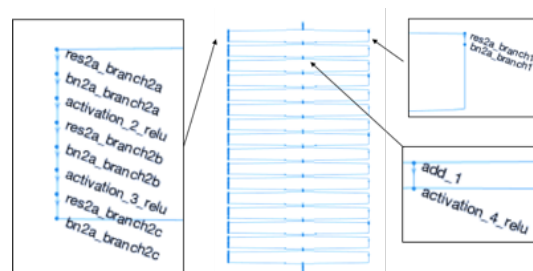 res2a_branch2a
bn2a_branch2a
activation_2_relu
res2a_branch2b
bn2a_branch2b
activation_3_relu
res2a_branch2c
bn2a_branch2c
res2a_branch1
bn2a_branch1
add_1
activation_4_relu